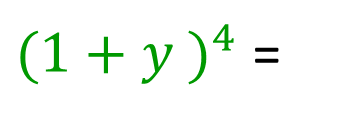 (1 + y )⁴ =